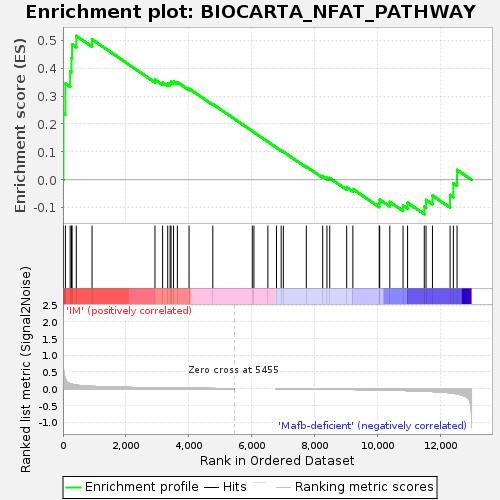 Enrichment plot: BIOCARTA_NFAT_PATHWAY
Enrichment score (ES)
0.5
0.4
0.3
0.2
0.1
0.0
-0.1
'IM' (positively correlated)
2.5
2.0
1.5
1.0
0.5
0.0
-0.5
-1.0
Ranked list metric (Signal2Noise)
Zero cross at 5455
'Mafb-deficient' (negatively correlated)
0
2,000
4,000
6,000
8,000
10,000
12,000
Rank in Ordered Dataset
Enrichment profile
Hits
Ranking metric scores